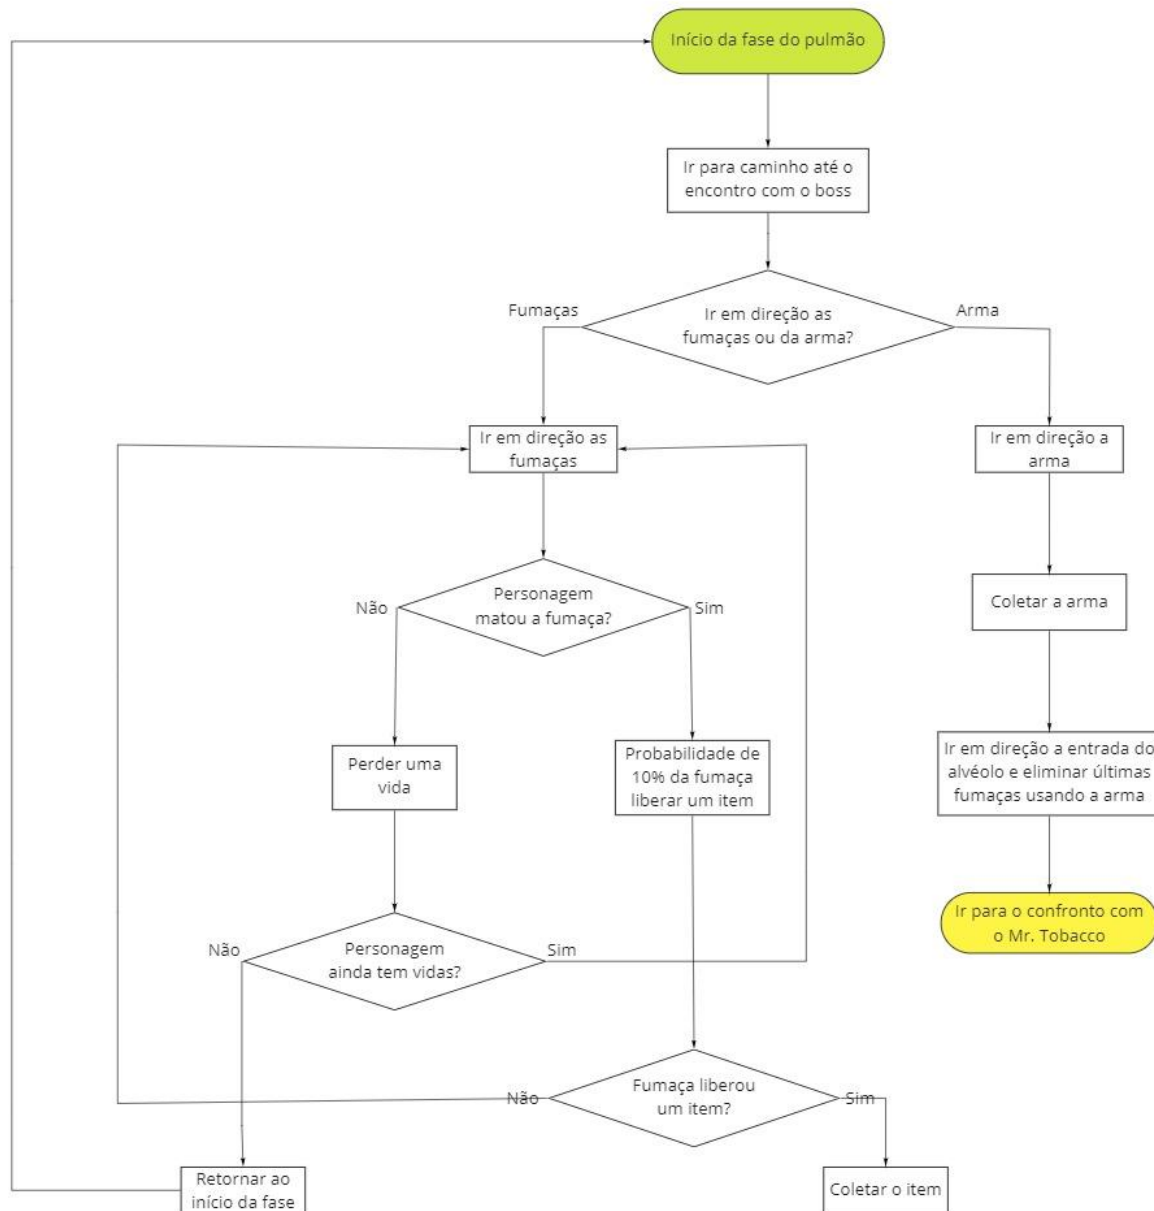 Início da fase do pulmão
Ir para caminho até o
encontro com o boss
Fumaças
Ir em direção as
fumaças ou da arma?
Arma
Ir em direção as
fumaças
Ir em direção a
arma
Personagem
matou a fumaça?
Não
Sim
Coletar a arma
Perder uma
vida
Probabilidade de
10% da fumaça
liberar um item
Ir em direção a entrada do
alvéolo e eliminar últimas
fumaças usando a arma
Ir para o confronto com
o Mr. Tobacco
Não
Personagem
ainda tem vidas?
Sim
Não
Fumaça liberou
um item?
Sim
Retornar ao
início da fase
Coletar o item